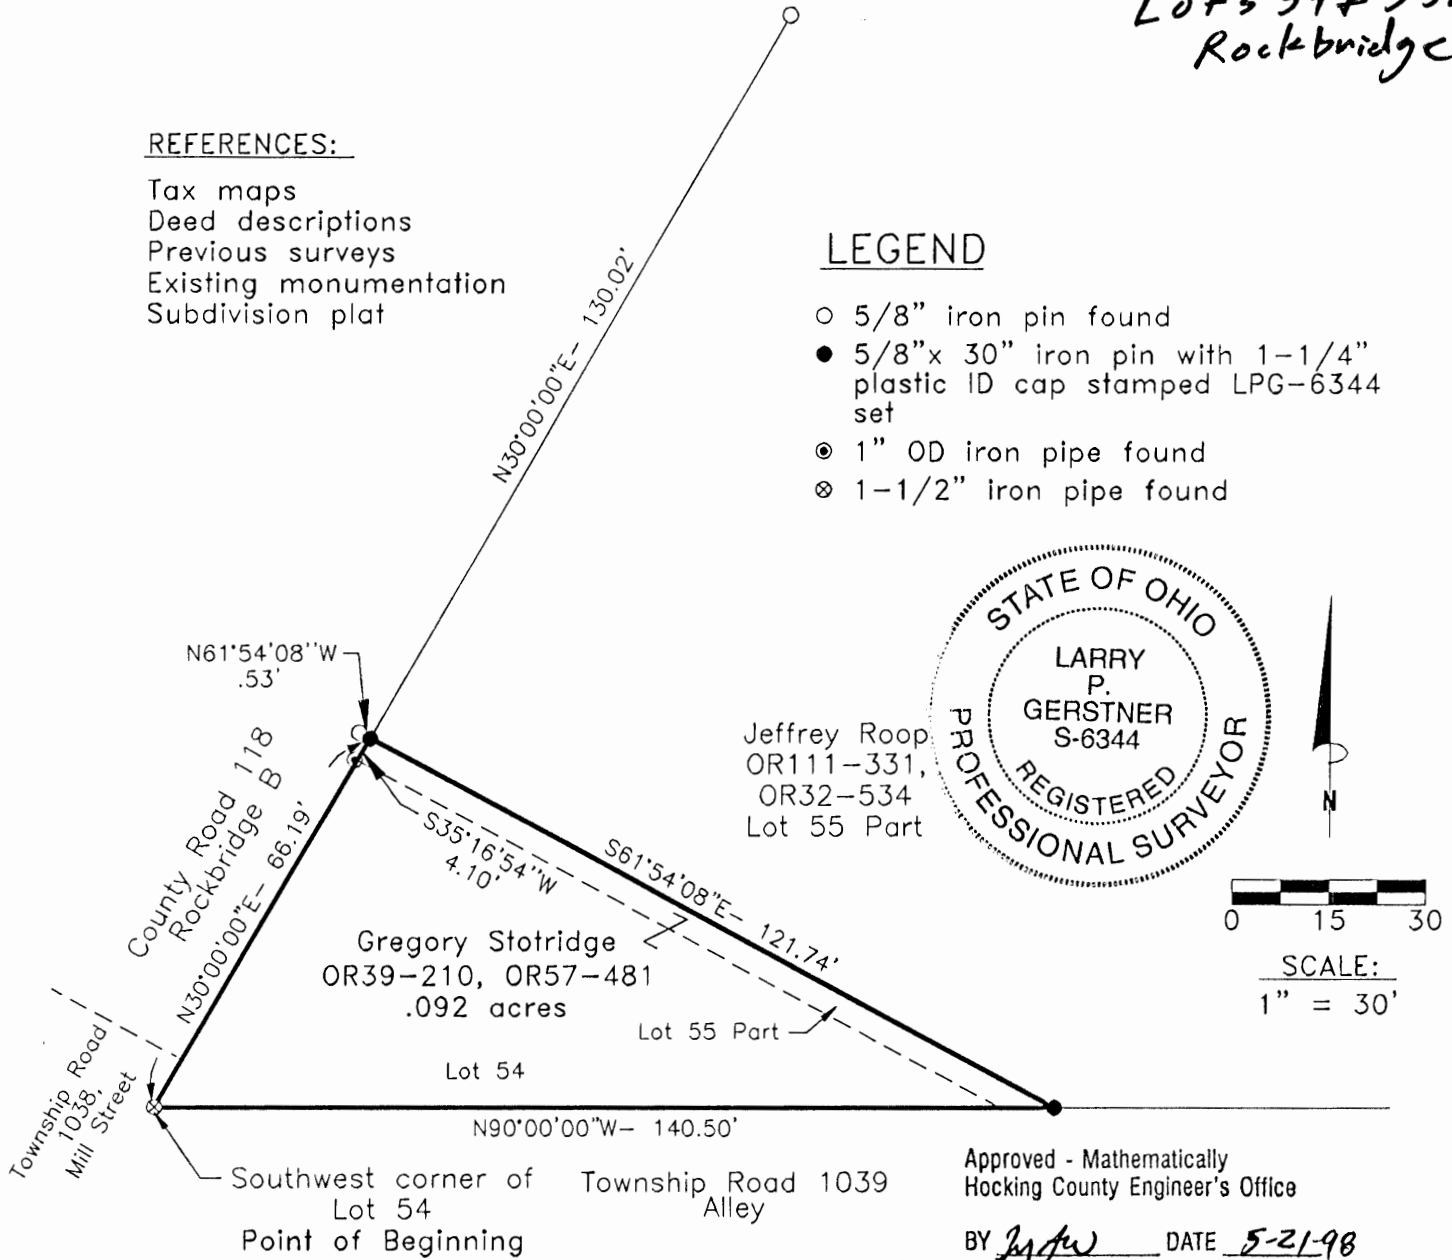 Rockbridge
REFERENCES:
Tax maps
Deed descriptions
Previous surveys
Existing monumentation
Subdivision plat
N30°00'00"E- 130.02'
LEGEND
5/8" iron pin found
5/8"x 30" iron pin with 1-1/4"
plastic ID cap stamped LPG-6344
set
1" OD iron pipe found
1-1/2" iron pipe found
STATE OF OHIO
LARRY
P.
GERSTNER
S-6344
REGISTERED
PROFESSIONAL SURVEYOR
N61°54'08"W
.53'
County Road 118
Rockbridge B
N30°00'00"E- 66.19'
S35°16'54"W
4.10'
S61°54'08"E- 121.74'
Jeffrey Roop
OR111-331,
OR32-534
Lot 55 Part
N
0 15 30
SCALE:
1" = 30'
Gregory Stotridge
OR39-210, OR57-481
.092 acres
Lot 55 Part
Lot 54
Township Road
1038,
Mill Street
N90°00'00"W- 140.50'
Southwest corner of
Lot 54
Point of Beginning
Township Road 1039
Alley
Approved - Mathematically
Hocking County Engineer's Office
BY DATE 5-21-98